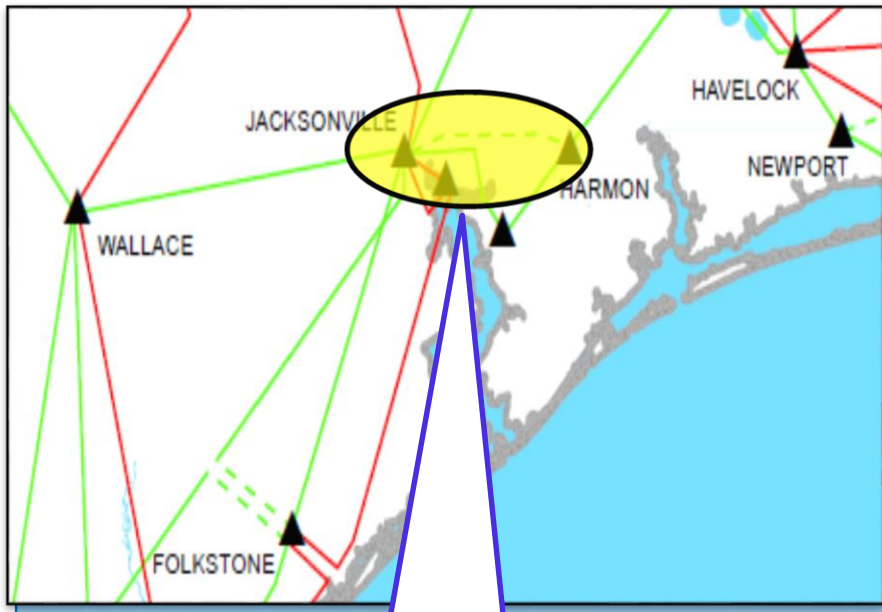 HAVELOCK
JACKSONVILLE
NEWPORT
HARMON
WALLACE
FOLKSTONE